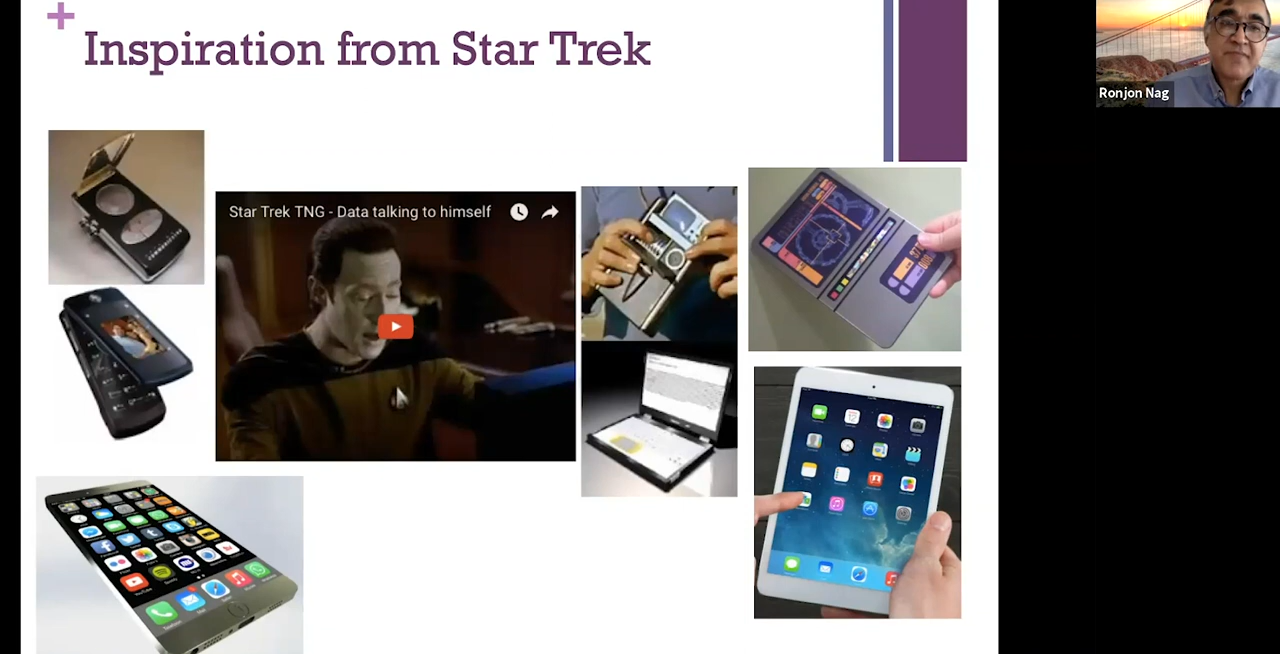 Inspiration from Star Trek
Ronjon Nag
Star Trek TNG - Data talking to himself